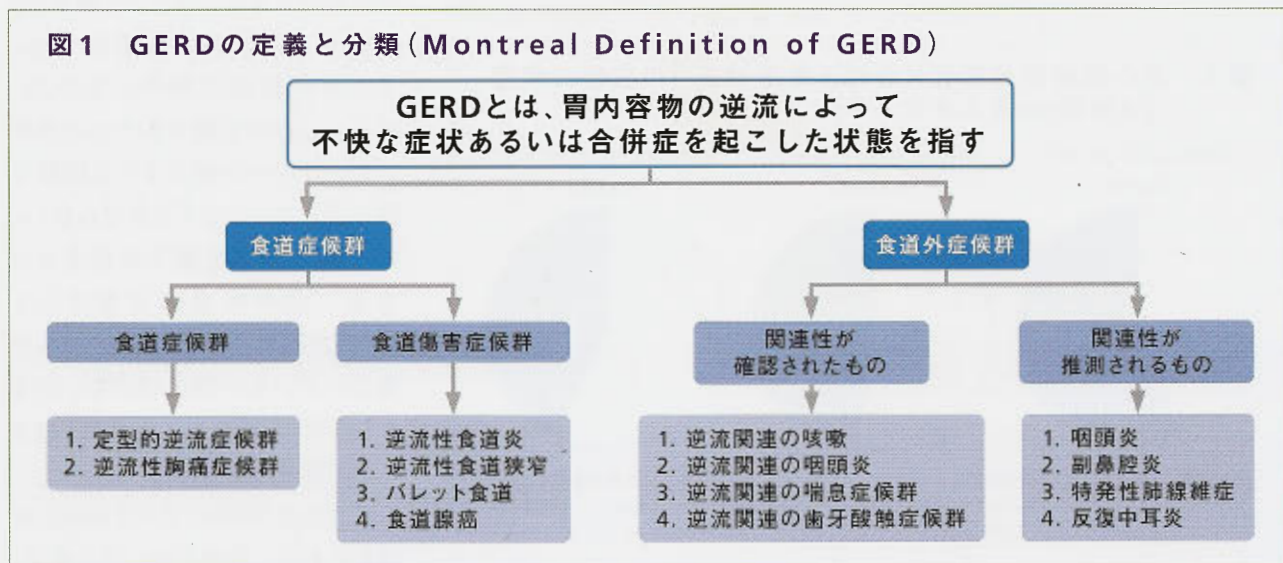 図1 GERDの定義と分類(Montreal Definition of GERD)
GERDとは、胃内容物の逆流によって
不快な症状あるいは合併症を起こした状態を指す
食道症候群
食道外症候群
食道症候群
食道傷害症候群
関連性が
確認されたもの
関連性が
推測されるもの
1. 定型的逆流症候群
2. 逆流性胸痛症候群
1. 逆流性食道炎
2. 逆流性食道狭窄
3. バレット食道
4. 食道腺癌
1. 逆流関連の咳嗽
2. 逆流関連の咽頭炎
3. 逆流関連の喘息症候群
4. 逆流関連の歯牙酸触症候群
1. 咽頭炎
2. 副鼻腔炎
3. 特発性肺線維症
4. 反復中耳炎